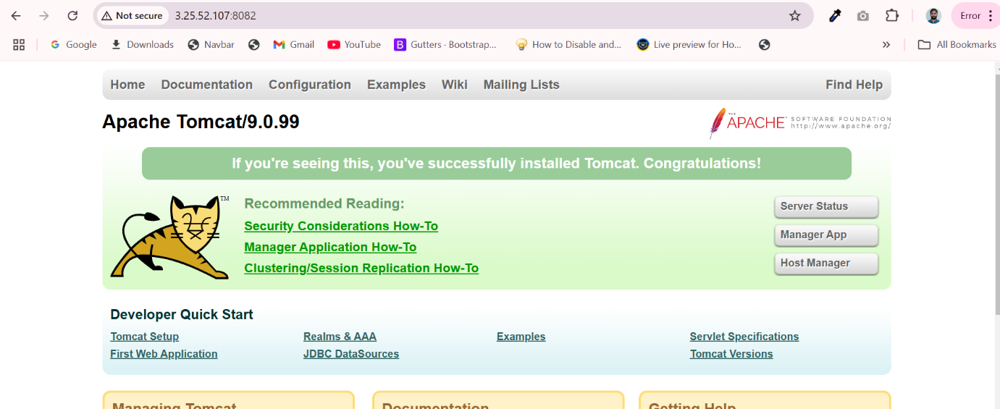 Not secure 3.25.52.107:8082 Error
Google Downloads Navbar Gmail YouTube Gutters · Bootstrap... How to Disable and... Live preview for Ho... » All Bookmarks
Home Documentation Configuration Examples Wiki Mailing Lists Find Help
Apache Tomcat/9.0.99
THE APACHE® SOFTWARE FOUNDATION
http://www.apache.org/
If you're seeing this, you've successfully installed Tomcat. Congratulations!
TM
Recommended Reading:
Security Considerations How-To
Manager Application How-To
Clustering/Session Replication How-To
Server Status
Manager App
Host Manager
Developer Quick Start
Tomcat Setup
First Web Application
Realms & AAA
JDBC DataSources
Examples
Servlet Specifications
Tomcat Versions
Managing Tomcat
Documentation
Getting Help